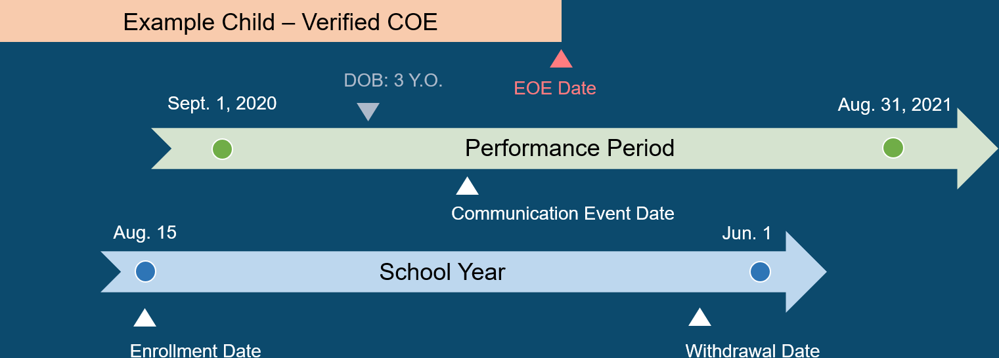 Example Child – Verified COE
DOB: 3 Y.O.
EOE Date
Sept. 1, 2020
Aug. 31, 2021
Performance Period
Communication Event Date
Aug. 15
Jun. 1
School Year
Enrollment Date
Withdrawal Date